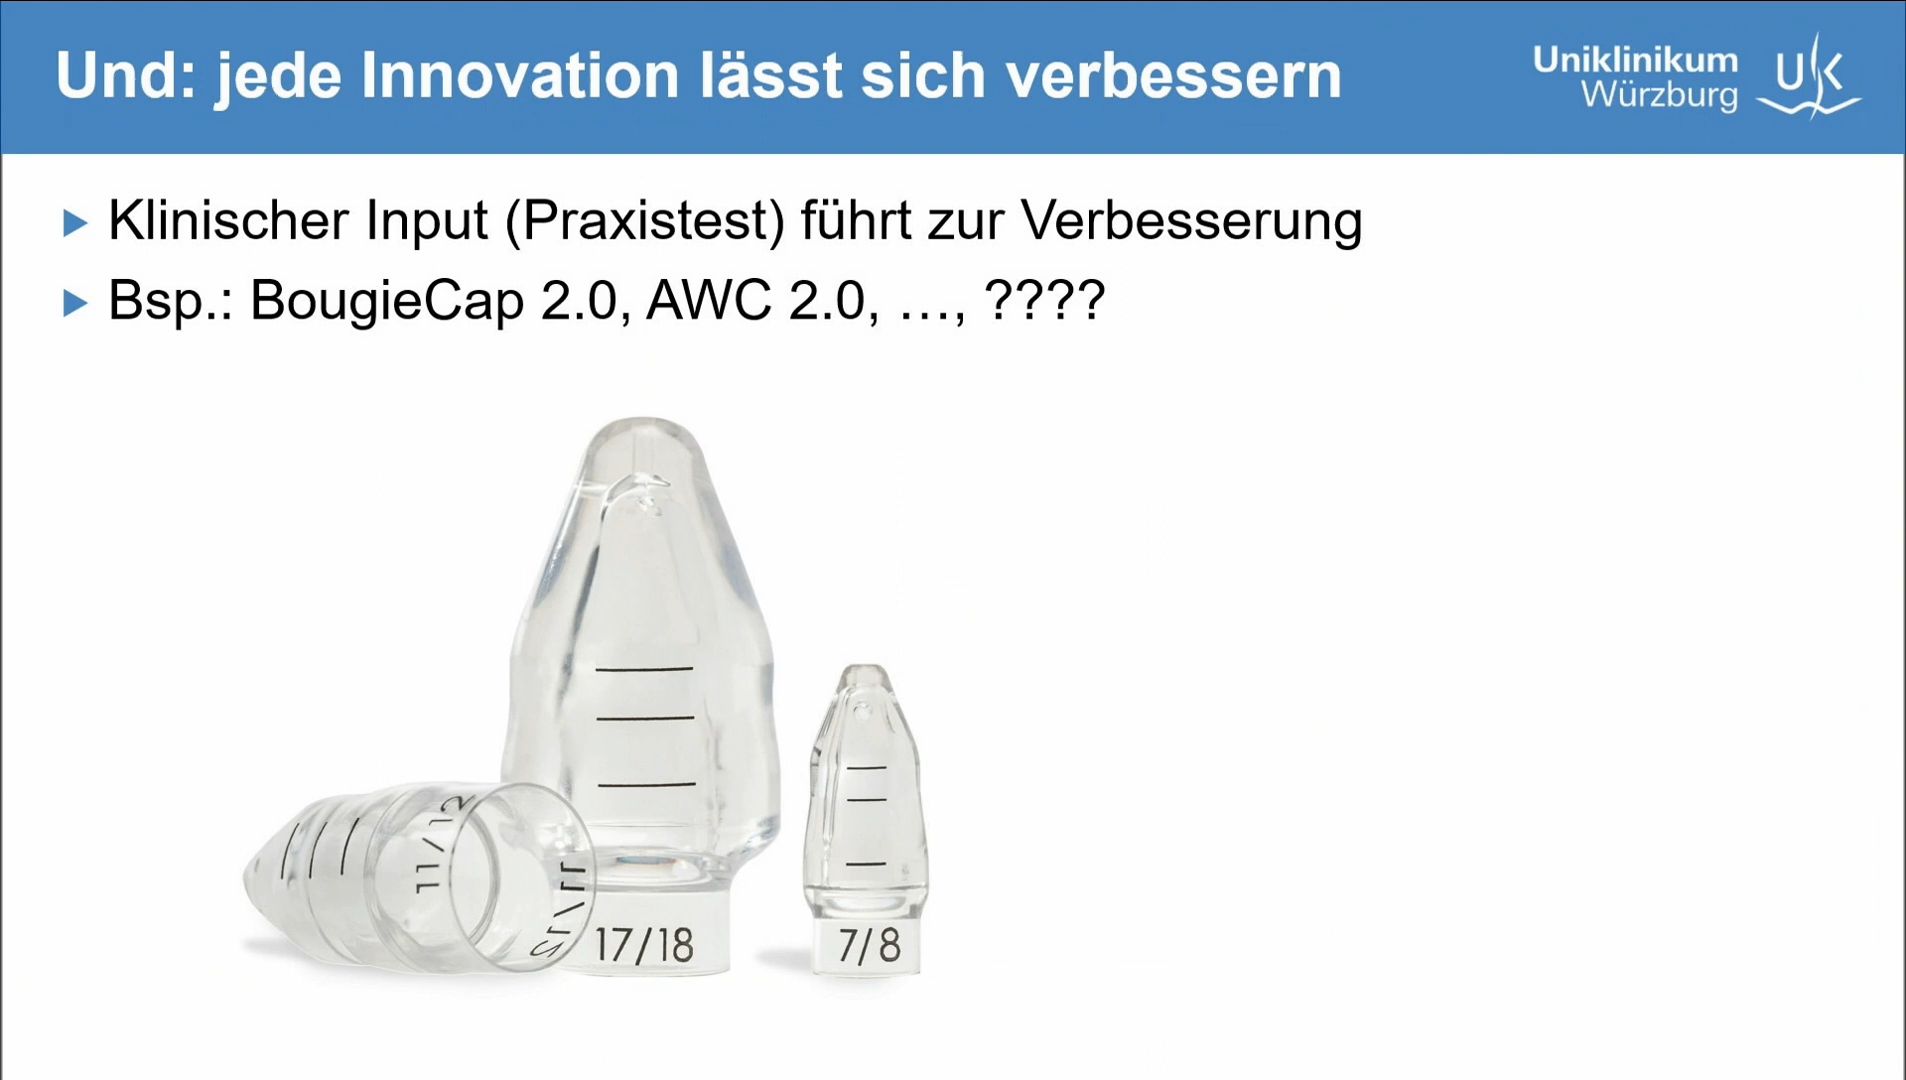 Und: jede Innovation lässt sich verbessern
Uniklinikum
Würzburg
UK
Klinischer Input (Praxistest) führt zur Verbesserung
Bsp.: BougieCap 2.0, AWC 2.0, …, ????
11/12
17/18
7/8